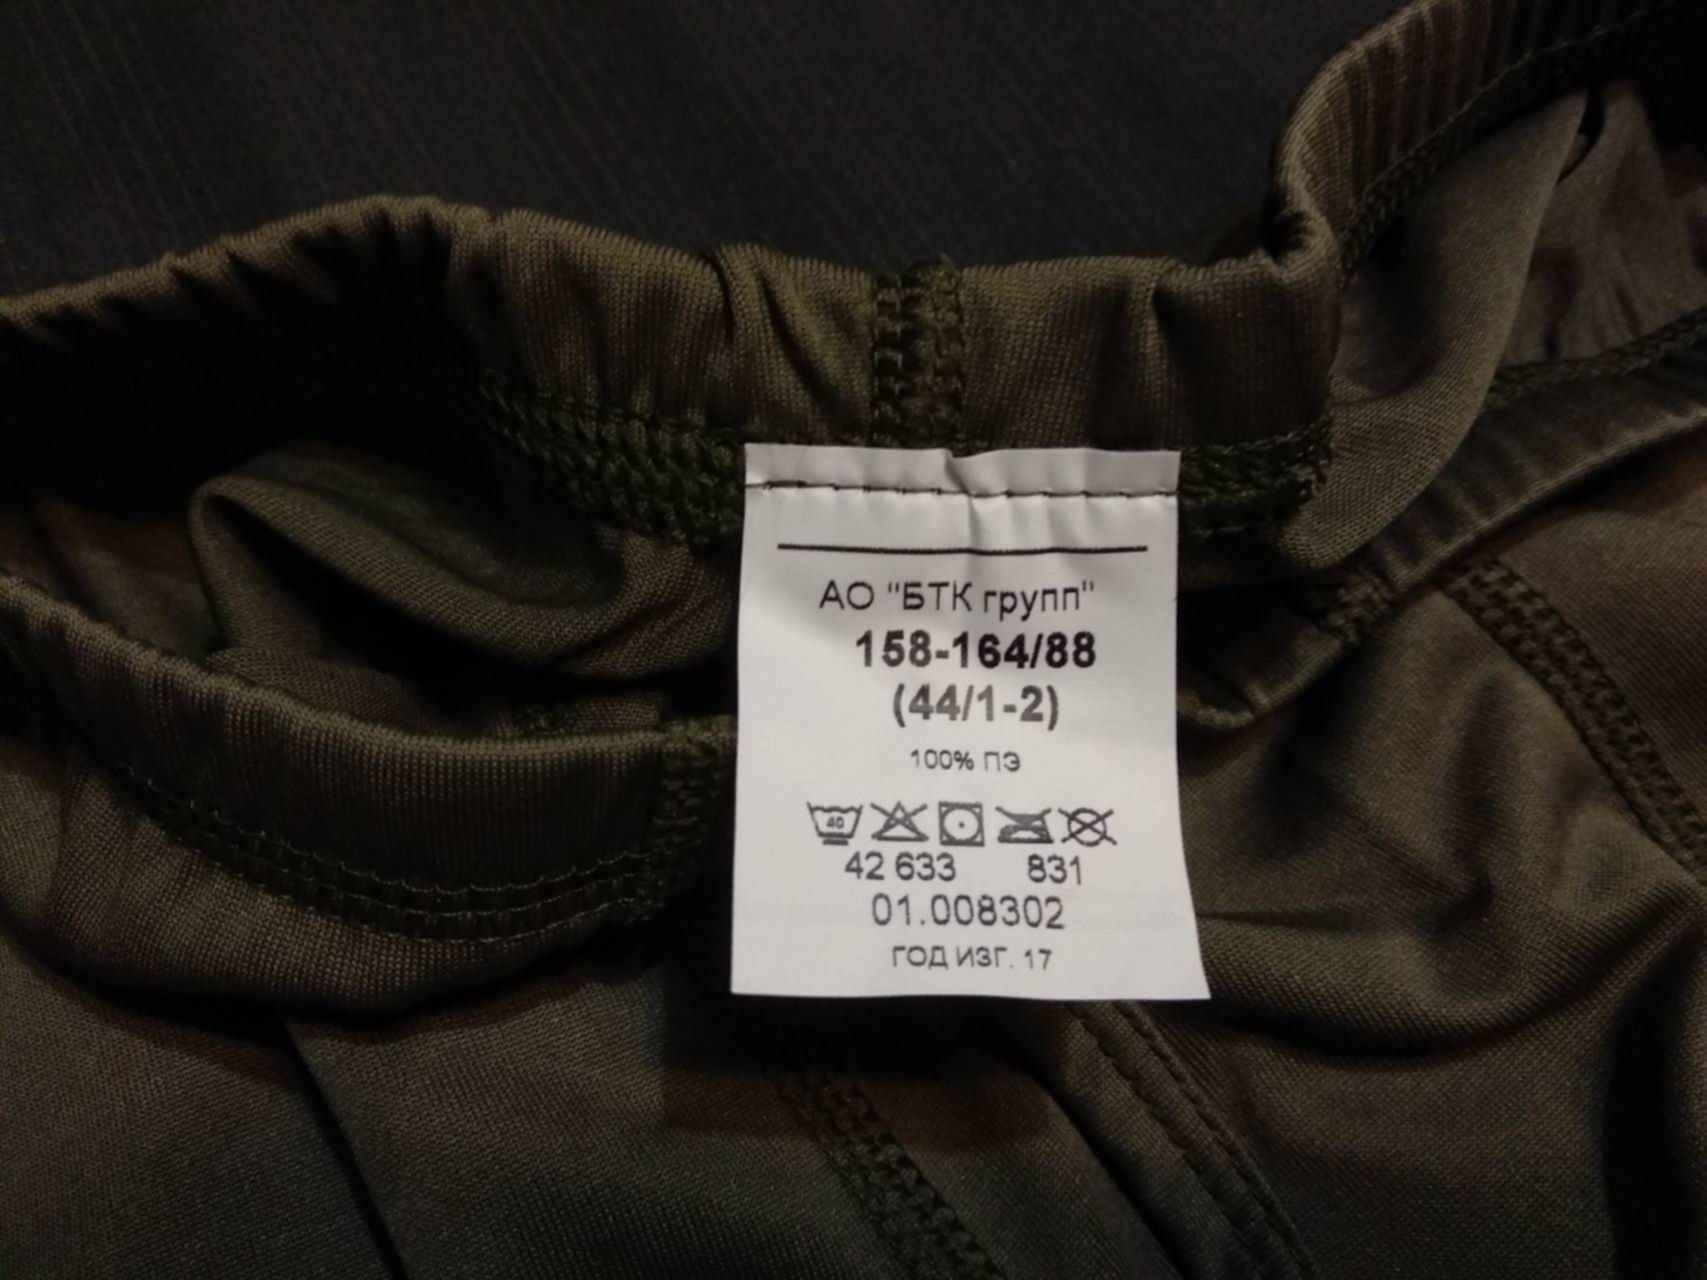 АО "БТК групп"
158-164/88
(44/1-2)
100% ПЭ
40
42 633 831
01.008302
ГОД ИЗГ. 17